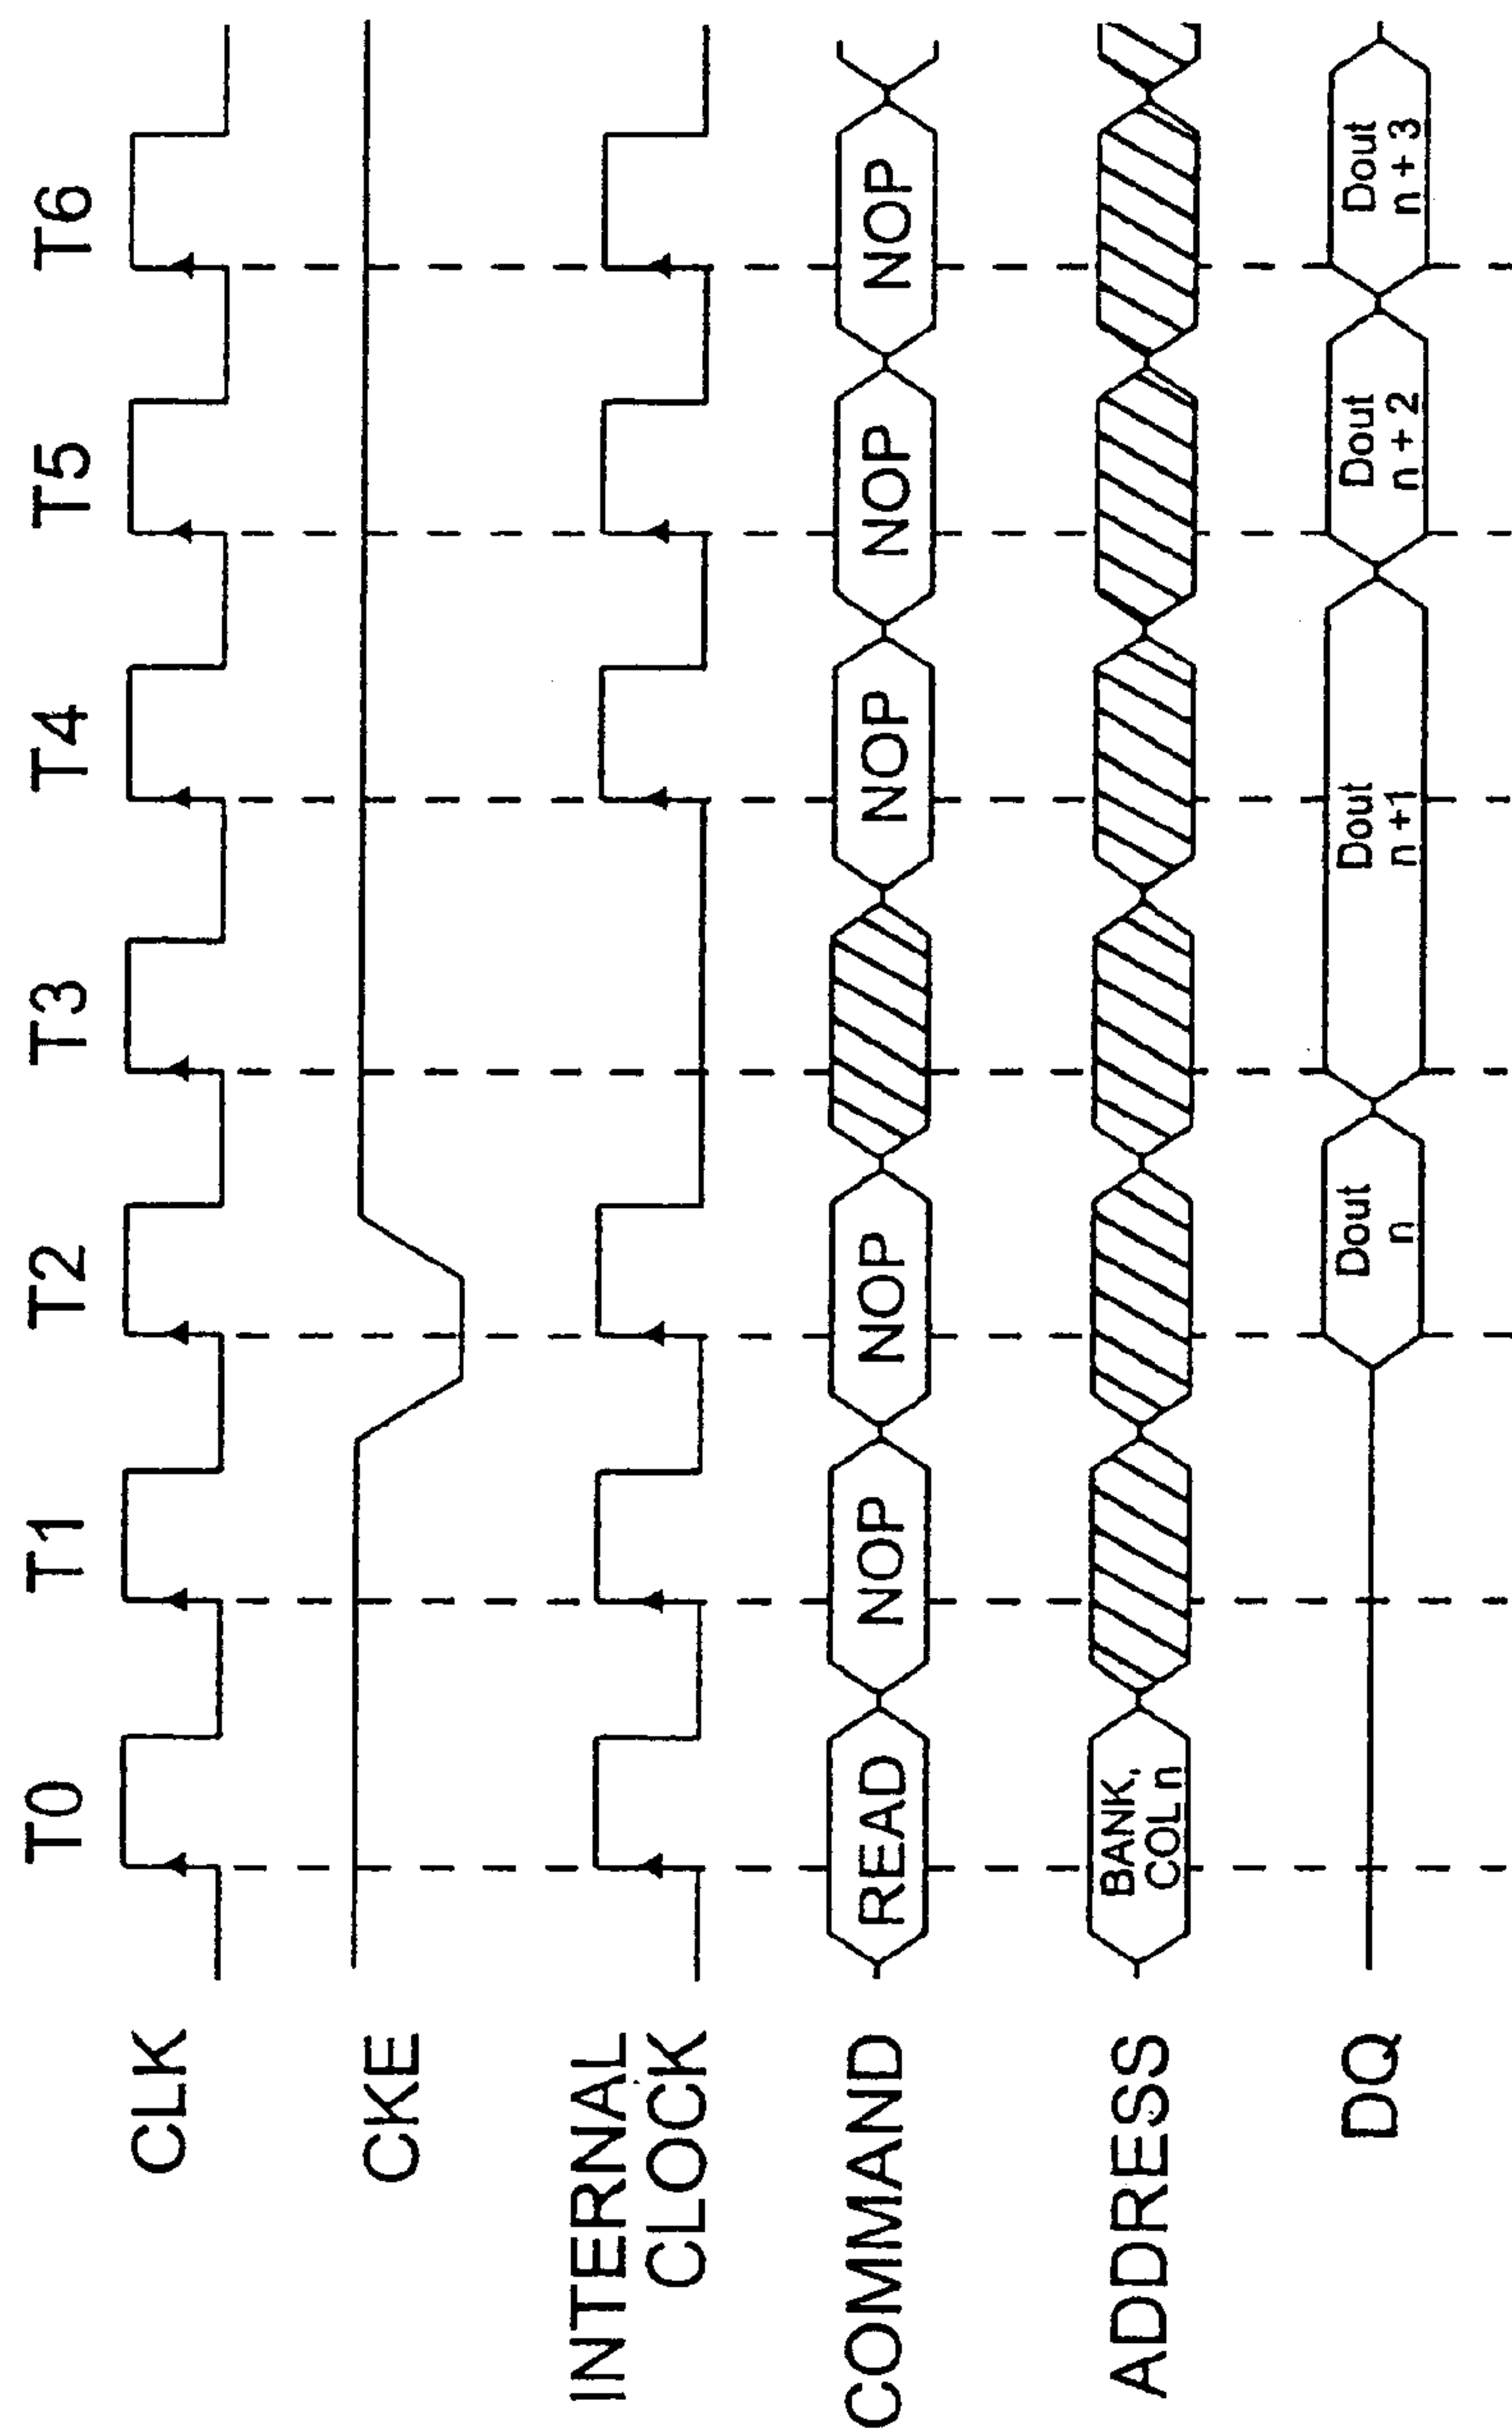 T0 T1 T2 T3 T4 T5 T6
CLK
CKE
INTERNAL
CLOCK
COMMAND READ NOP NOP NOP NOP NOP
ADDRESS
BANK,
COL n
DQ
Dout
n
Dout
n +1
Dout
n + 2
Dout
n + 3